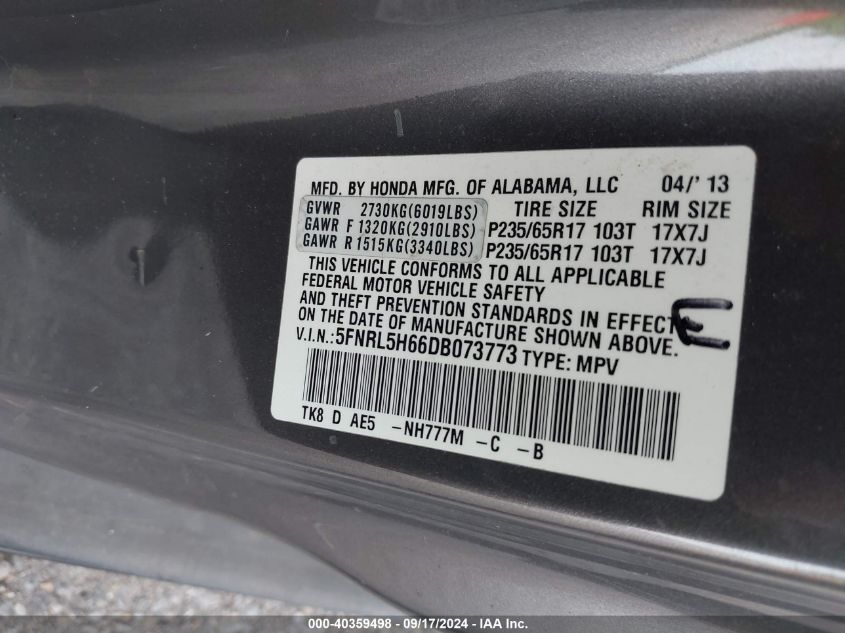 MFD. BY HONDA MFG. OF ALABAMA, LLC 04/' 13
GVWR 2730KG(6019LBS) TIRE SIZE RIM SIZE
GAWR F 1320KG(2910LBS) P235/65R17 103T 17X7J
GAWR R 1515KG(3340LBS) P235/65R17 103T 17X7J
THIS VEHICLE CONFORMS TO ALL APPLICABLE
FEDERAL MOTOR VEHICLE SAFETY
AND THEFT PREVENTION STANDARDS IN EFFECT
ON THE DATE OF MANUFACTURE SHOWN ABOVE.
E
V.I.N.: 5FNRL5H66DB073773 TYPE: MPV
TK8 D AE5 -NH777M -C -B
000-40359498 - 09/17/2024 - IAA Inc.